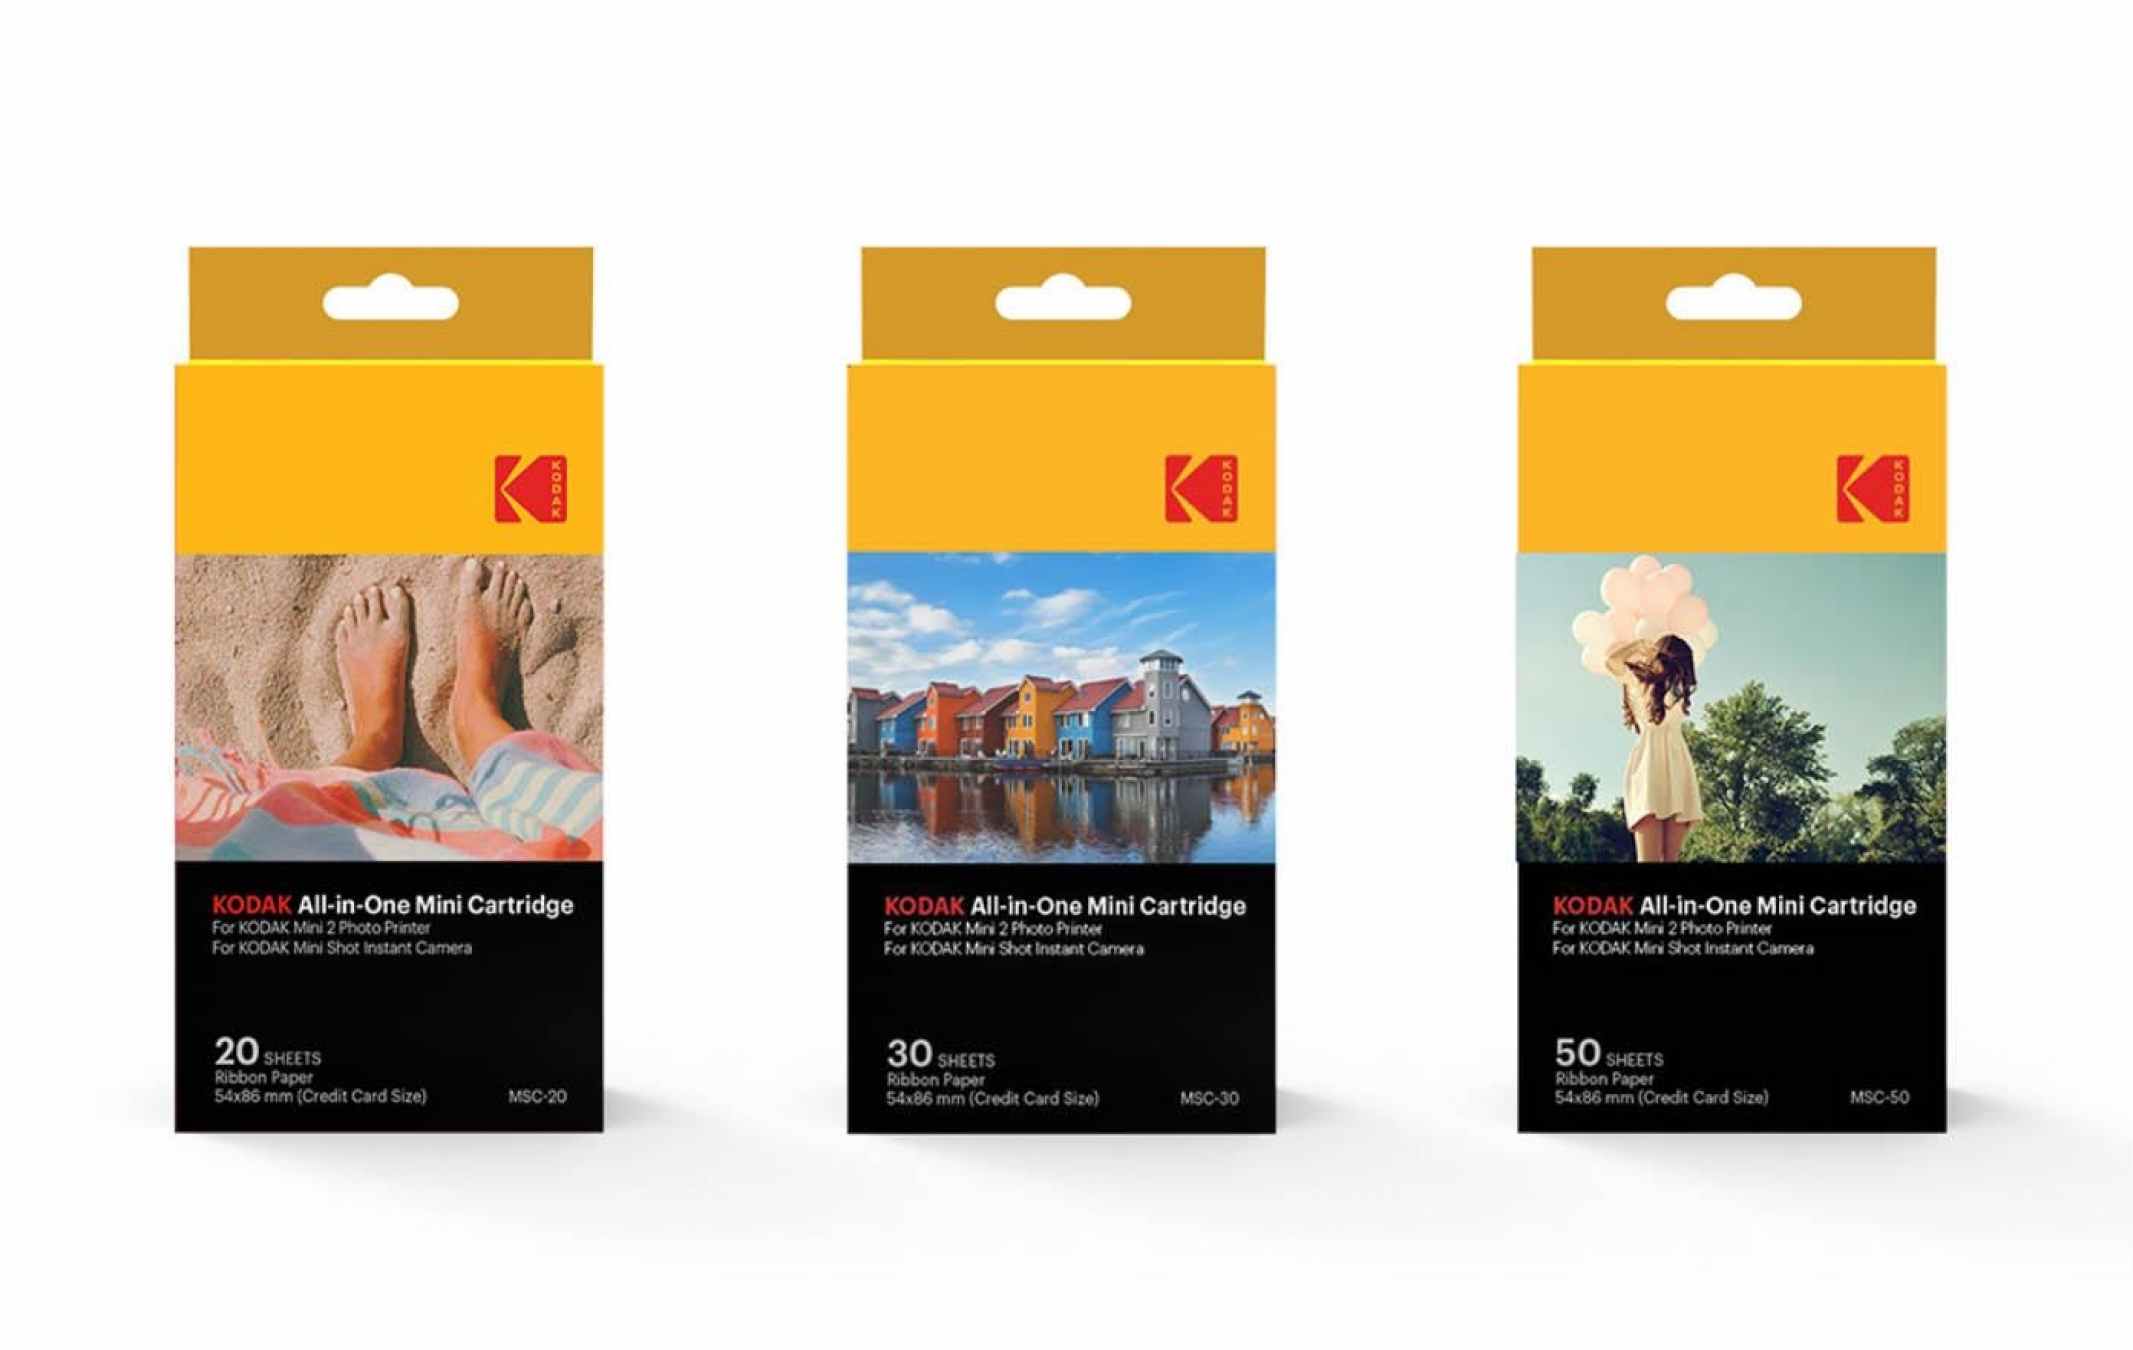 KODAK
KODAK All-in-One Mini Cartridge
For KODAK Mini 2 Photo Printer
For KODAK Mini Shot Instant Camera
20 SHEETS
Ribbon Paper
54x86 mm (Credit Card Size) MSC-20
KODAK
KODAK All-in-One Mini Cartridge
For KODAK Mini 2 Photo Printer
For KODAK Mini Shot Instant Camera
30 SHEETS
Ribbon Paper
54x86 mm (Credit Card Size) MSC-30
KODAK
KODAK All-in-One Mini Cartridge
For KODAK Mini 2 Photo Printer
For KODAK Mini Shot Instant Camera
50 SHEETS
Ribbon Paper
54x86 mm (Credit Card Size) MSC-50